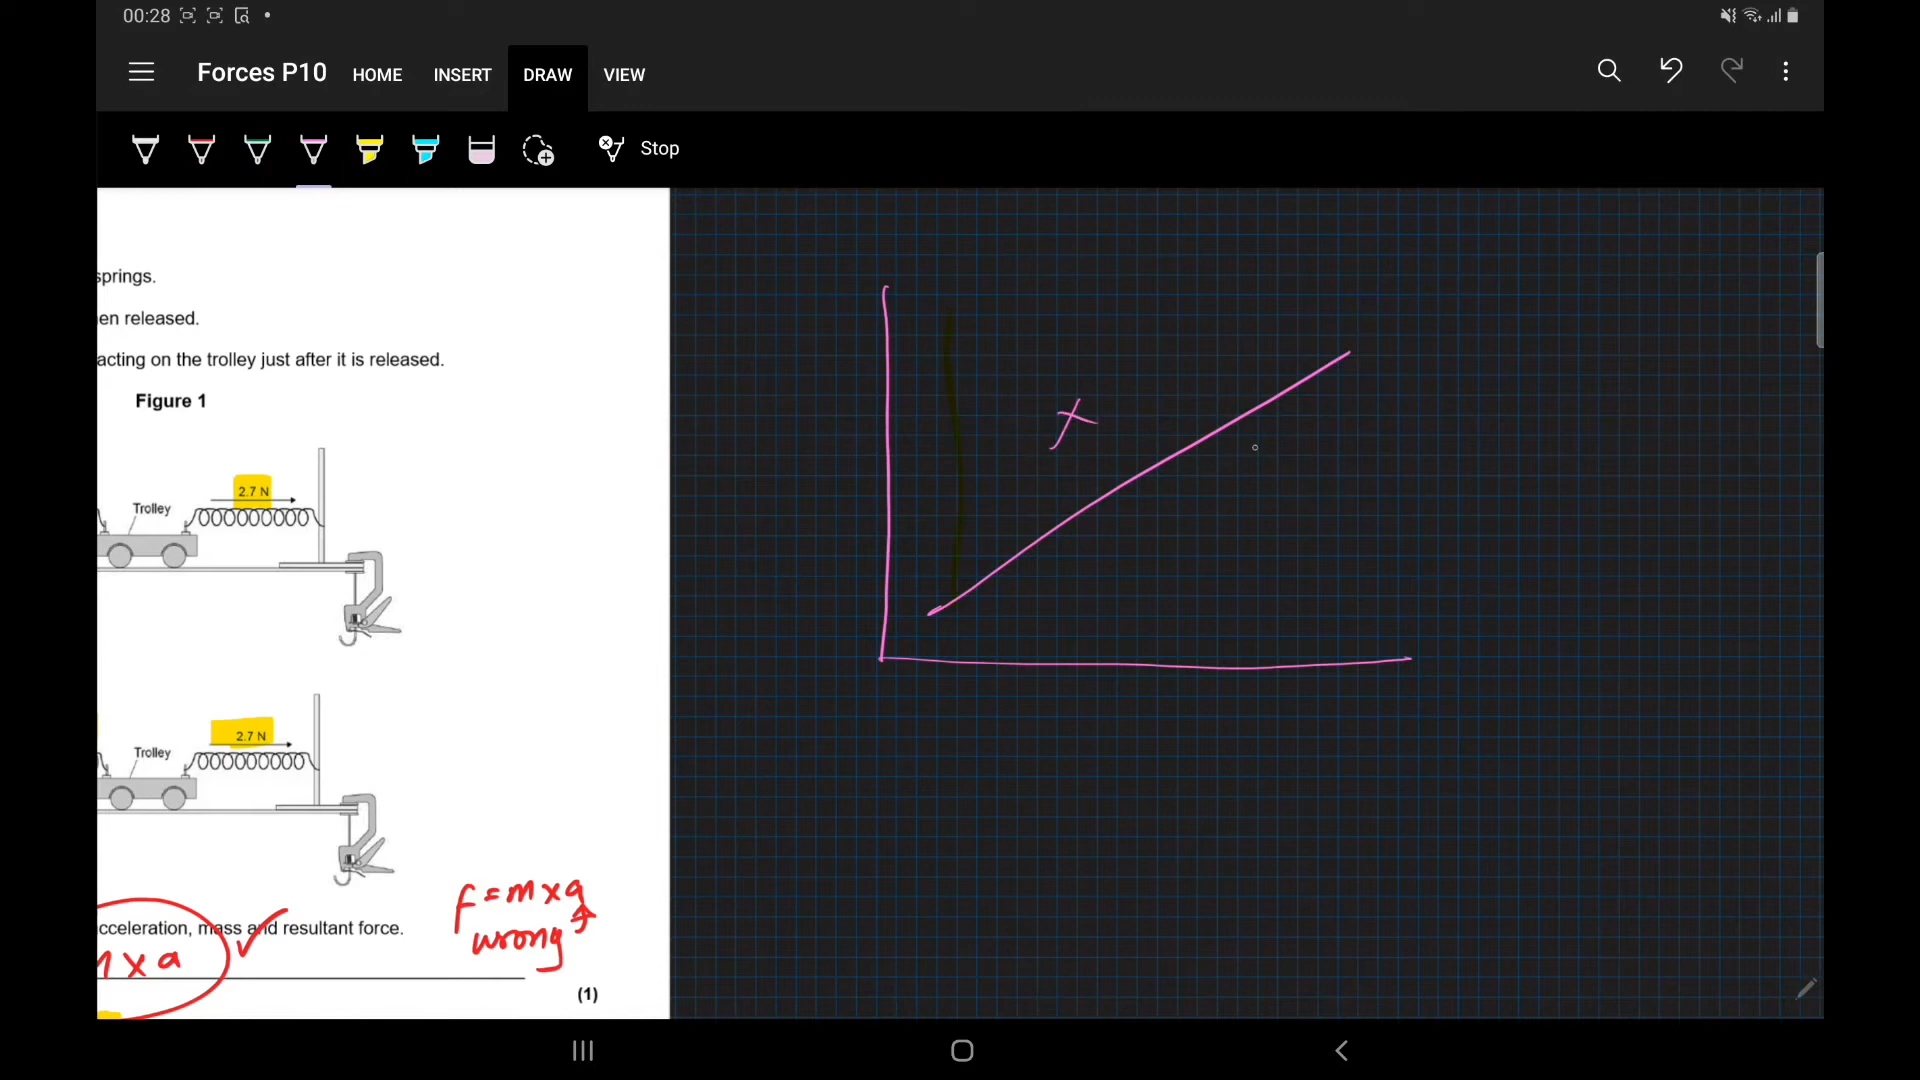 00:28
Forces P10 HOME INSERT DRAW VIEW
Stop
springs.
en released.
acting on the trolley just after it is released.
Figure 1
2.7 N
Trolley
2.7 N
Trolley
cceleration, mass and resultant force.
m x a
f = m x a
wrong
(1)
x